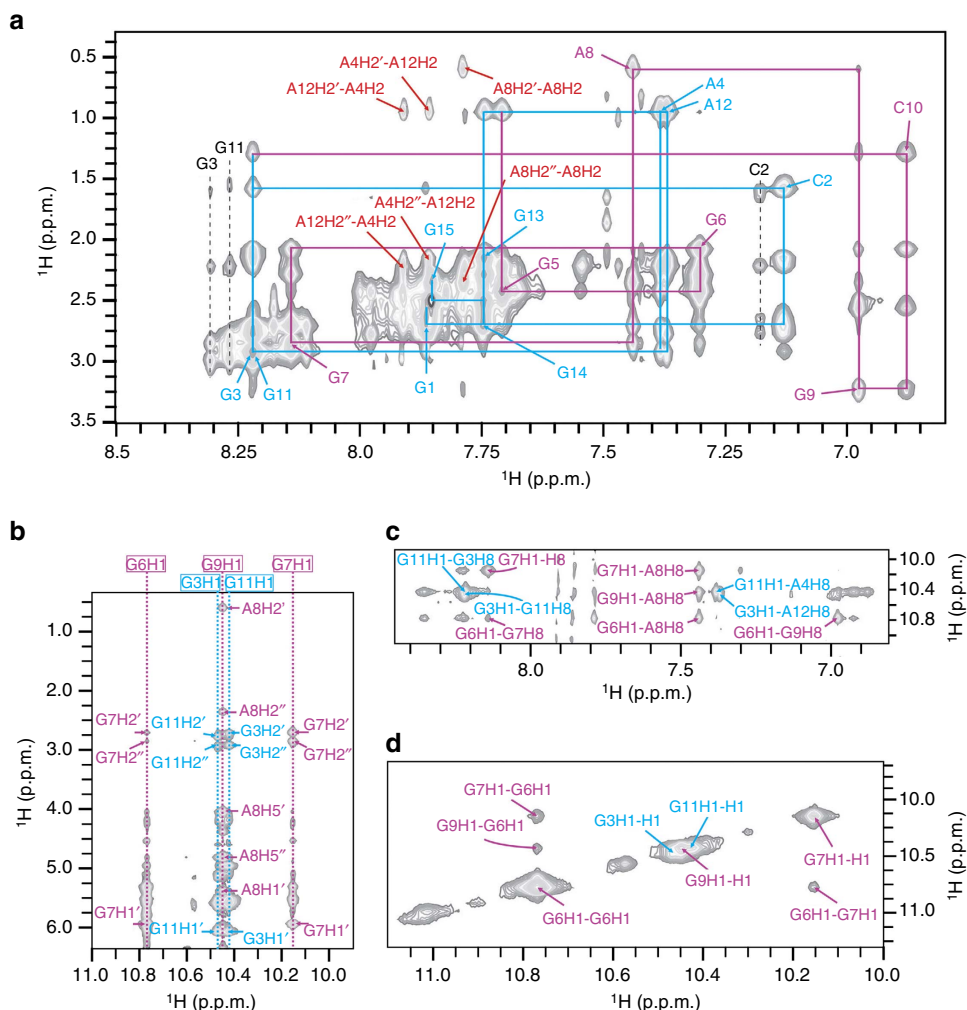 a
0.5
1.0
1.5
2.0
2.5
3.0
3.5
¹H (p.p.m.)
A4H2′-A12H2
A12H2′-A4H2
A8H2′-A8H2
A8
A4
A12
C10
G3
G11
A8H2″-A8H2
A4H2″-A12H2
A12H2″-A4H2
G15
G13
C2
C2
G6
G5
G7
G3
G11
G1
G14
G9
8.5 8.25 8.0 7.75 7.5 7.25 7.0
¹H (p.p.m.)
b
G6H1 G9H1 G7H1
G3H1 G11H1
1.0
2.0
3.0
4.0
5.0
6.0
¹H (p.p.m.)
A8H2′
A8H2″
G7H2′ G11H2′ G3H2′ G7H2′
G7H2″ G11H2″ G3H2″ G7H2″
A8H5′
A8H5″
A8H1′
G7H1′ G11H1′ G3H1′ G7H1′
11.0 10.8 10.6 10.4 10.2 10.0
¹H (p.p.m.)
c
G11H1-G3H8 G7H1-H8 G7H1-A8H8 G11H1-A4H8
G3H1-G11H8 G9H1-A8H8 G3H1-A12H8
G6H1-G7H8 G6H1-A8H8 G6H1-G9H8
10.0
10.4
10.8
¹H (p.p.m.)
8.0 7.5 7.0
¹H (p.p.m.)
d
G7H1-G6H1
G9H1-G6H1
G3H1-H1
G11H1-H1
G9H1-H1
G7H1-H1
G6H1-G6H1
G6H1-G7H1
10.0
10.5
11.0
¹H (p.p.m.)
11.0 10.8 10.6 10.4 10.2 10.0
¹H (p.p.m.)